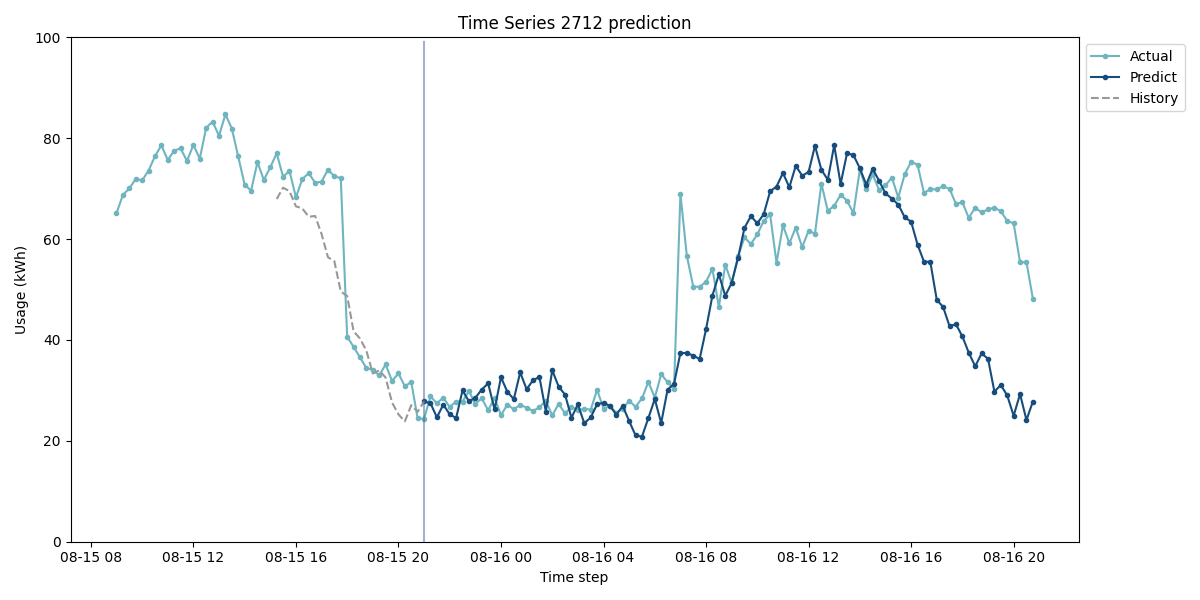 Time Series 2712 prediction
100
80
60
40
20
0
Usage (kWh)
08-15 08 08-15 12 08-15 16 08-15 20 08-16 00 08-16 04 08-16 08 08-16 12 08-16 16 08-16 20
Time step
Actual
Predict
History